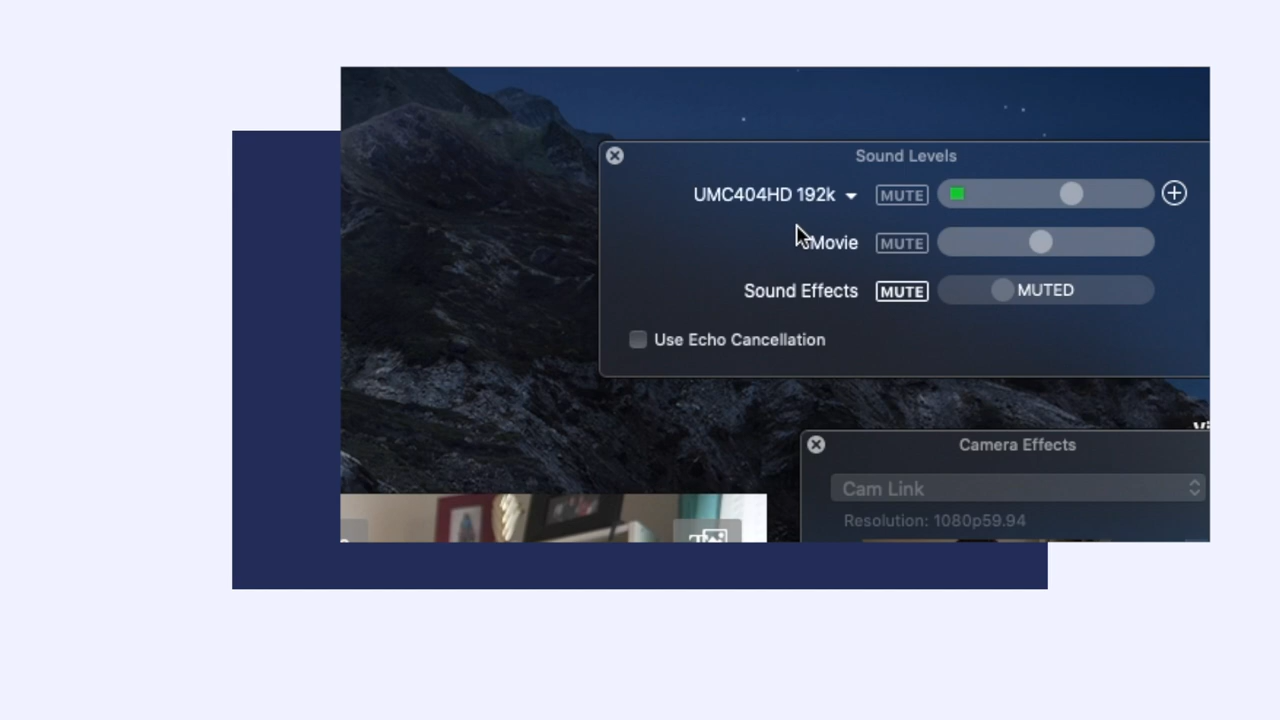 Sound Levels
UMC404HD 192k MUTE
Movie MUTE
Sound Effects MUTE MUTED
Use Echo Cancellation
Camera Effects
Cam Link
Resolution: 1080p59.94